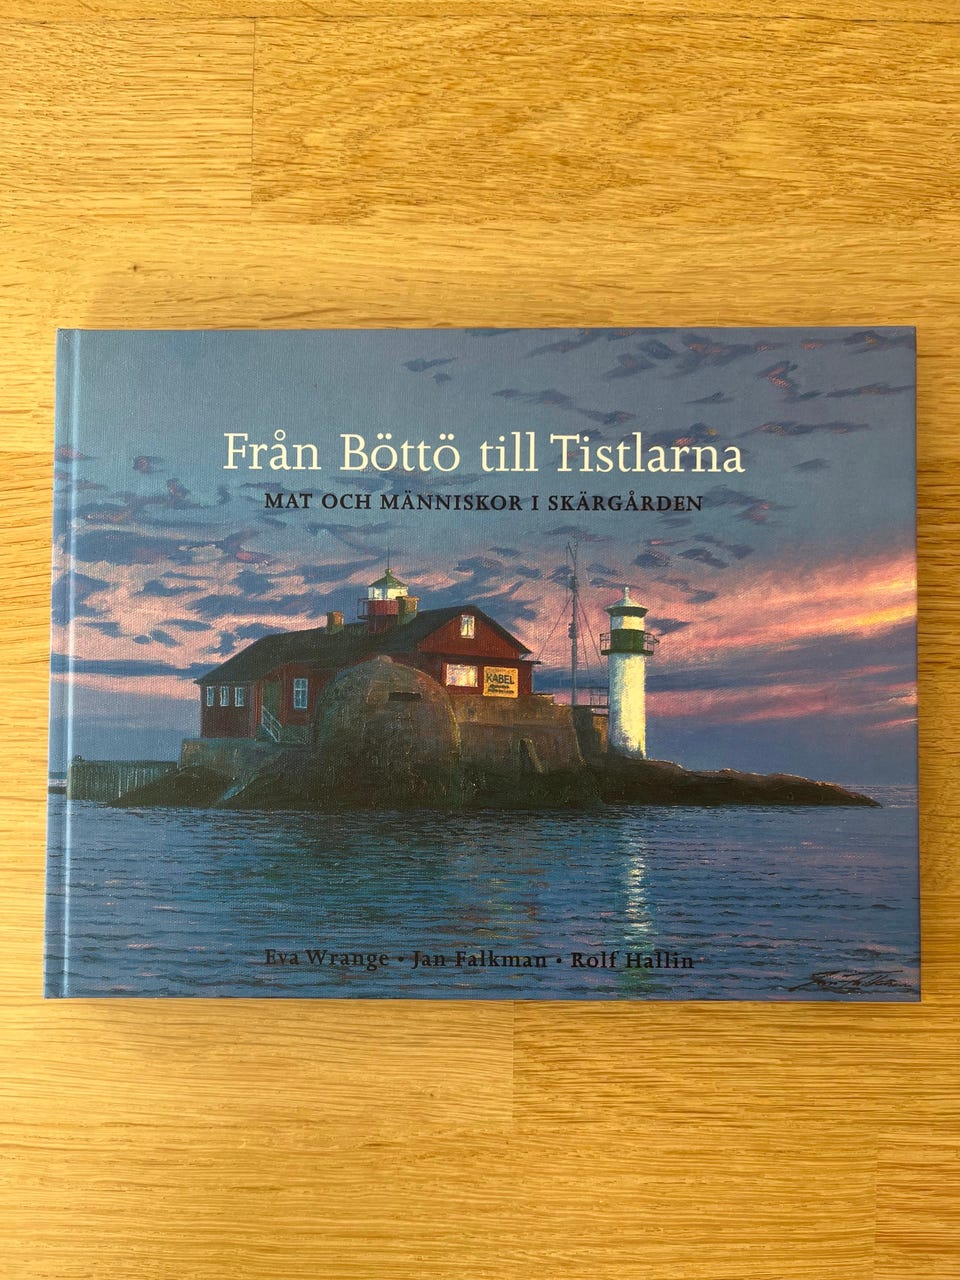 Från Böttö till Tistlarna
MAT OCH MÄNNISKOR I SKÄRGÅRDEN
KABEL
Eva Wrange • Jan Falkman • Rolf Hallin